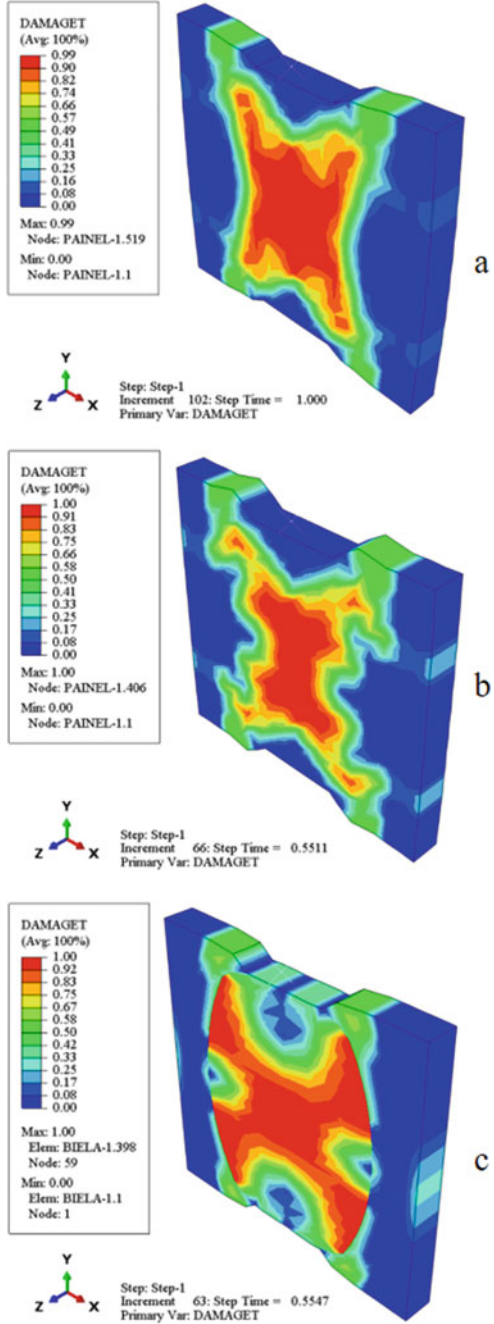 DAMAGET
(Avg: 100%)
0.99
0.90
0.82
0.74
0.66
0.57
0.49
0.41
0.33
0.25
0.16
0.08
0.00
Max: 0.99
Node: PAINEL-1.519
Min: 0.00
Node: PAINEL-1.1
a
Y
Z X
Step: Step-1
Increment 102: Step Time = 1.000
Primary Var: DAMAGET
DAMAGET
(Avg: 100%)
1.00
0.91
0.83
0.75
0.66
0.58
0.50
0.41
0.33
0.25
0.17
0.08
0.00
Max: 1.00
Node: PAINEL-1.406
Min: 0.00
Node: PAINEL-1.1
b
Y
Z X
Step: Step-1
Increment 66: Step Time = 0.5511
Primary Var: DAMAGET
DAMAGET
(Avg: 100%)
1.00
0.92
0.83
0.75
0.67
0.58
0.50
0.42
0.33
0.25
0.17
0.08
0.00
Max: 1.00
Elem: BIELA-1.398
Node: 59
Min: 0.00
Elem: BIELA-1.1
Node: 1
c
Y
Z X
Step: Step-1
Increment 63: Step Time = 0.5547
Primary Var: DAMAGET